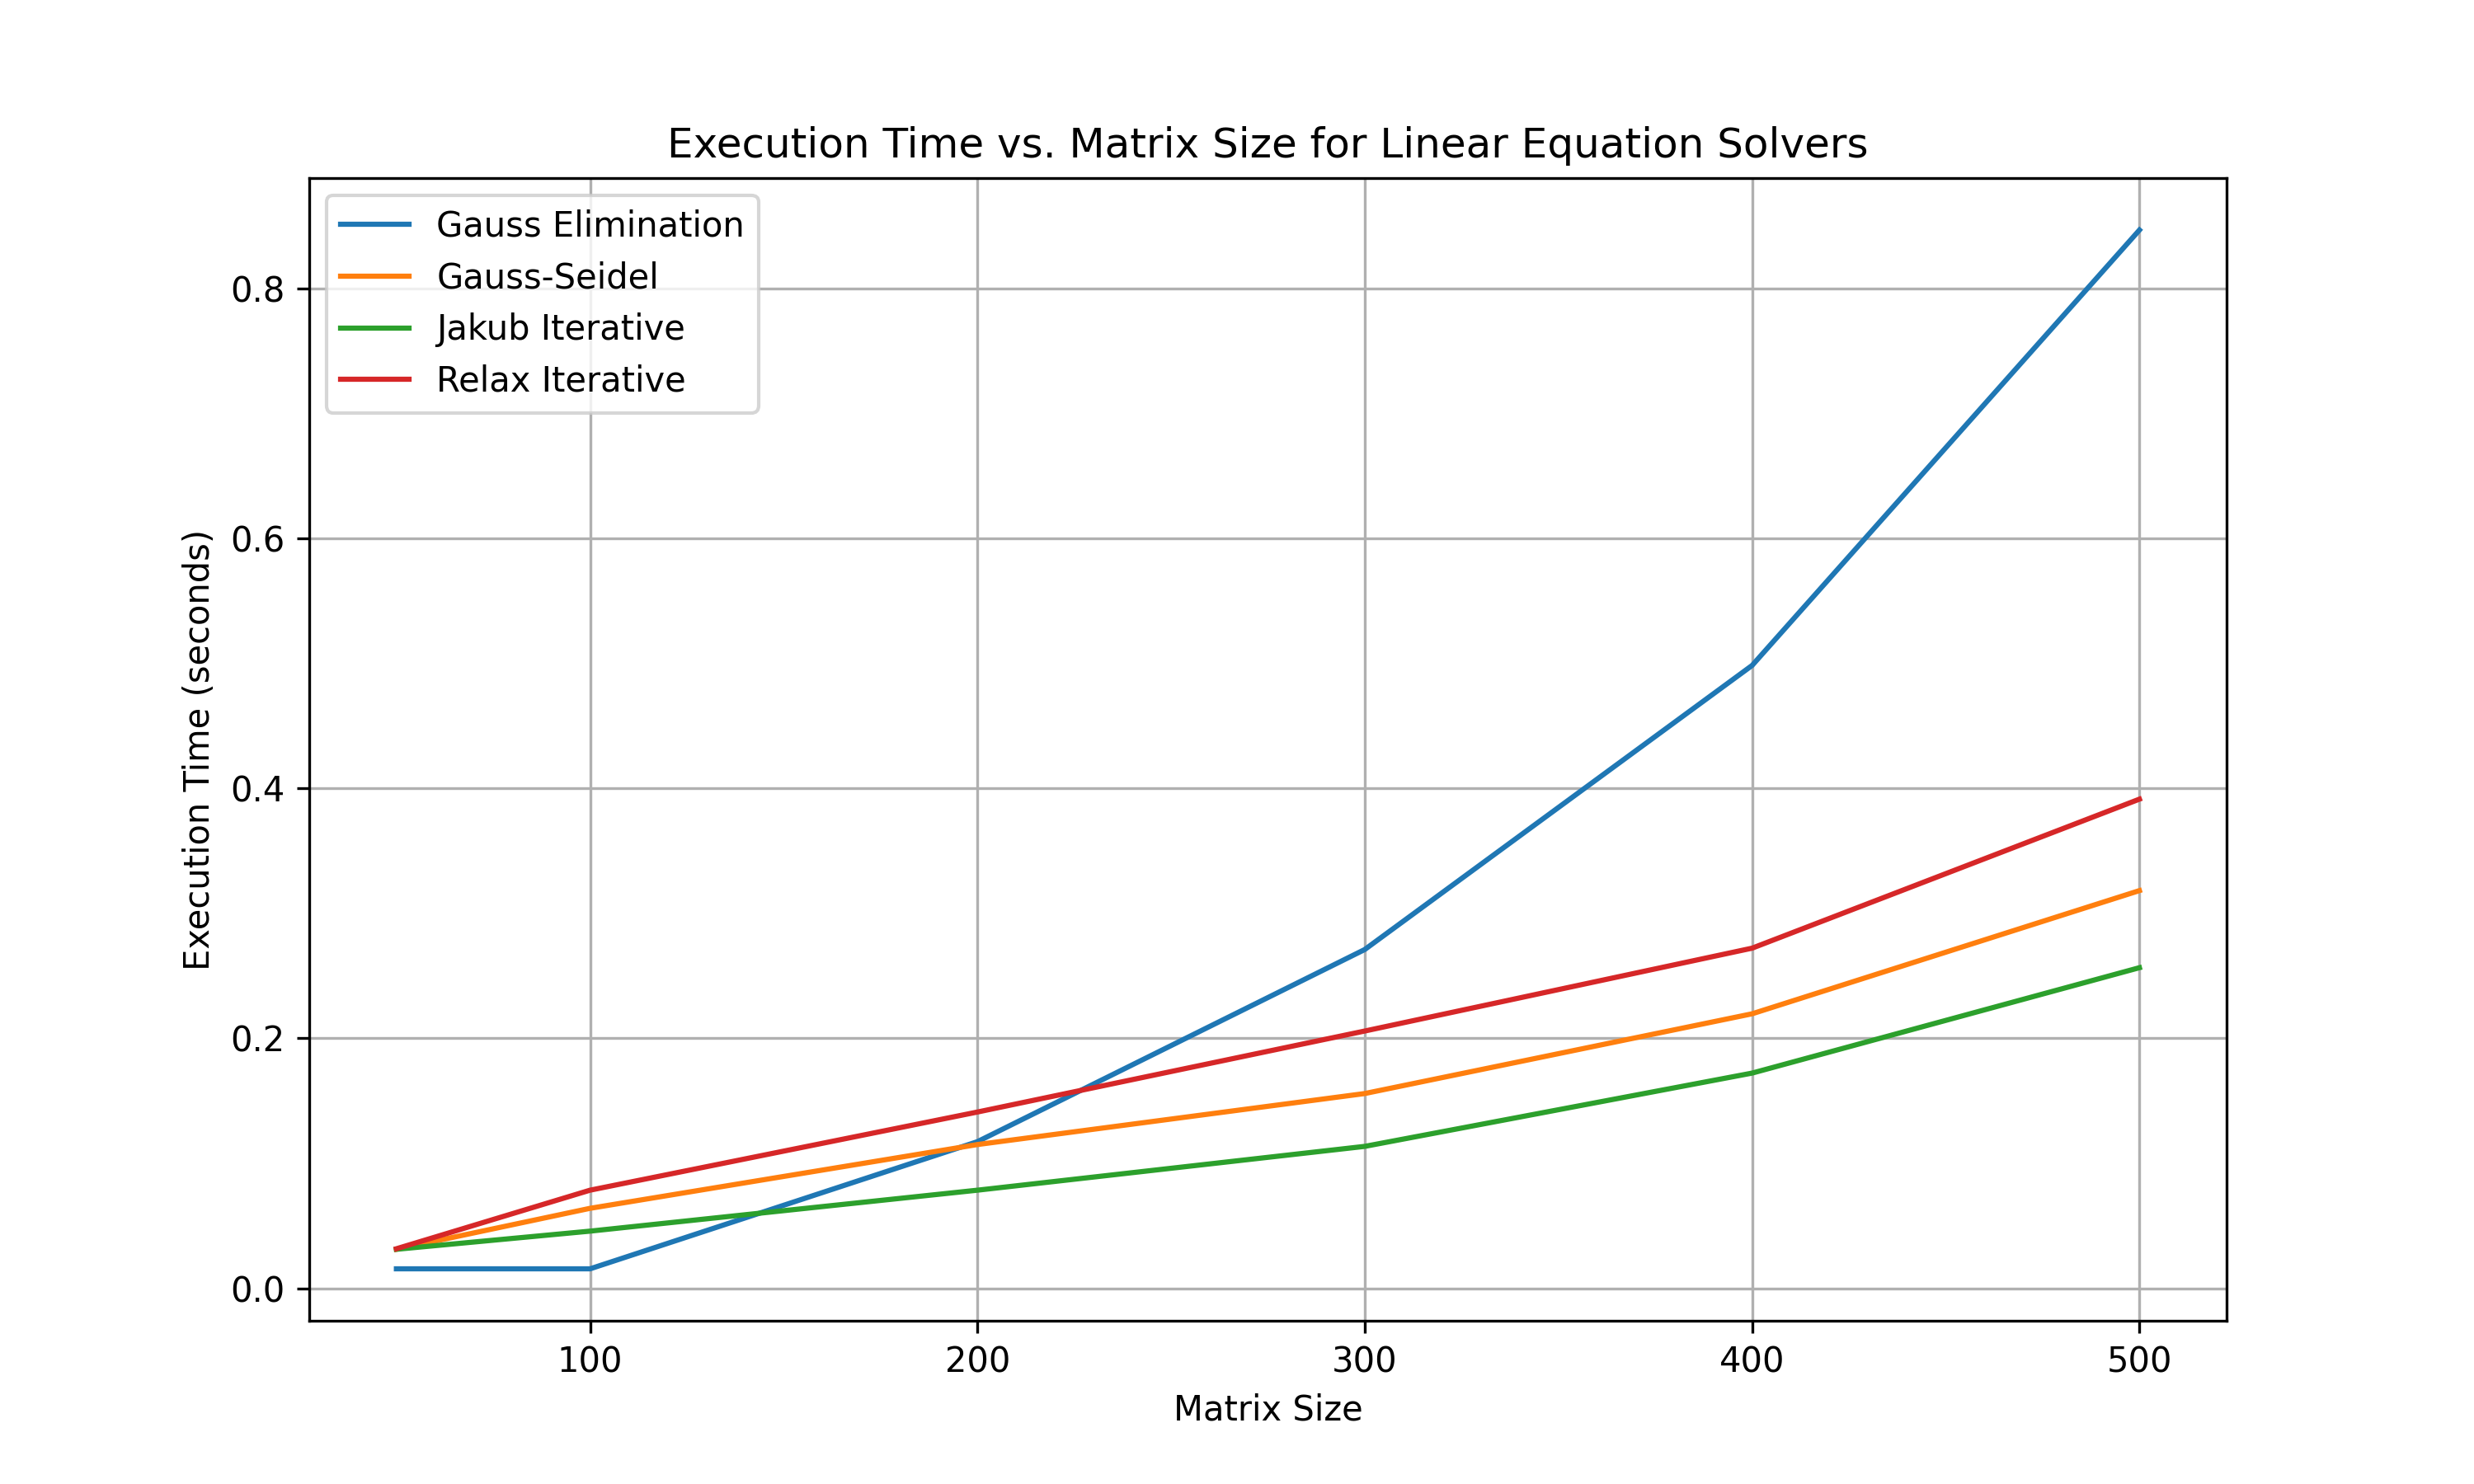 Execution Time vs. Matrix Size for Linear Equation Solvers
Gauss Elimination
Gauss-Seidel
Jakub Iterative
Relax Iterative
Execution Time (seconds)
0.8
0.6
0.4
0.2
0.0
100 200 300 400 500
Matrix Size